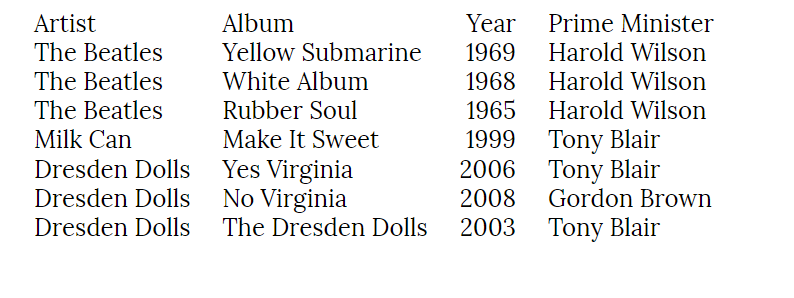 Artist Album Year Prime Minister
The Beatles Yellow Submarine 1969 Harold Wilson
The Beatles White Album 1968 Harold Wilson
The Beatles Rubber Soul 1965 Harold Wilson
Milk Can Make It Sweet 1999 Tony Blair
Dresden Dolls Yes Virginia 2006 Tony Blair
Dresden Dolls No Virginia 2008 Gordon Brown
Dresden Dolls The Dresden Dolls 2003 Tony Blair